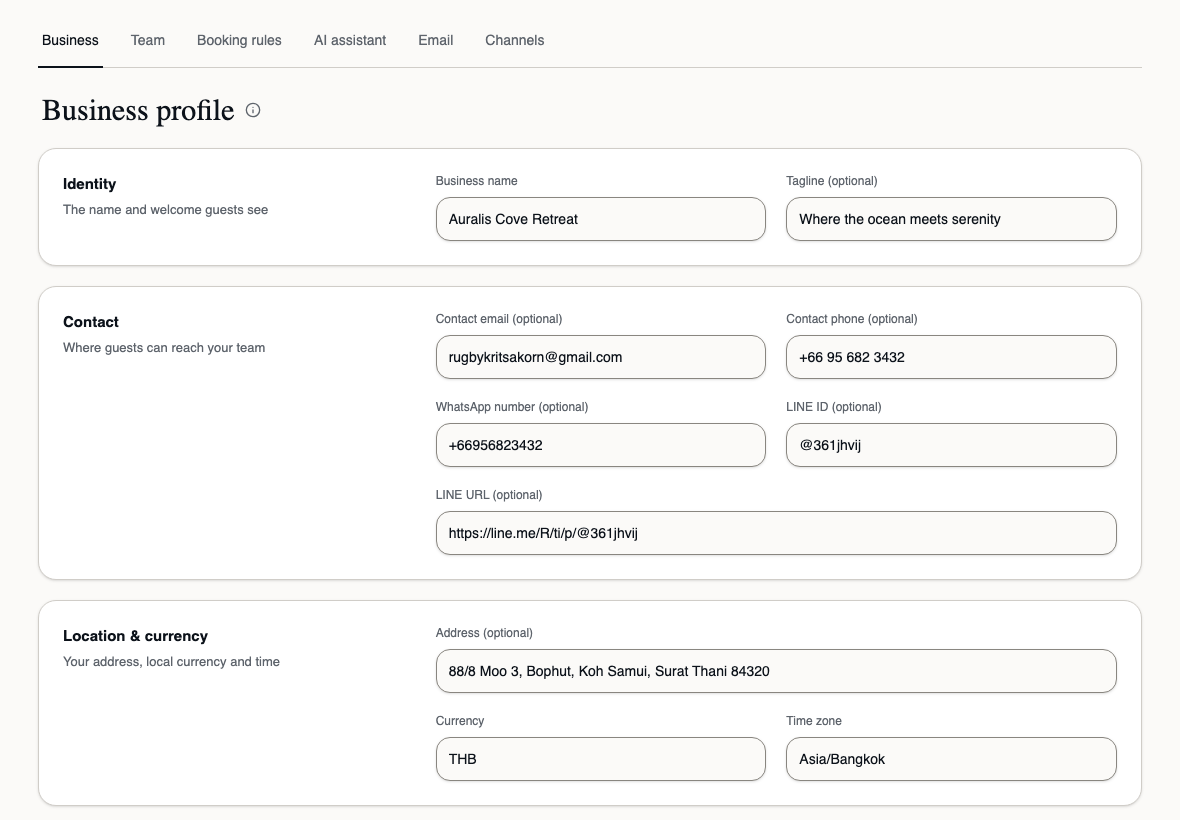 Business Team Booking rules AI assistant Email Channels
Business profile
Identity
The name and welcome guests see
Business name
Auralis Cove Retreat
Tagline (optional)
Where the ocean meets serenity
Contact
Where guests can reach your team
Contact email (optional)
rugbykritsakorn@gmail.com
Contact phone (optional)
+66 95 682 3432
WhatsApp number (optional)
+66956823432
LINE ID (optional)
@361jhvij
LINE URL (optional)
https://line.me/R/ti/p/@361jhvij
Location & currency
Your address, local currency and time
Address (optional)
88/8 Moo 3, Bophut, Koh Samui, Surat Thani 84320
Currency
THB
Time zone
Asia/Bangkok